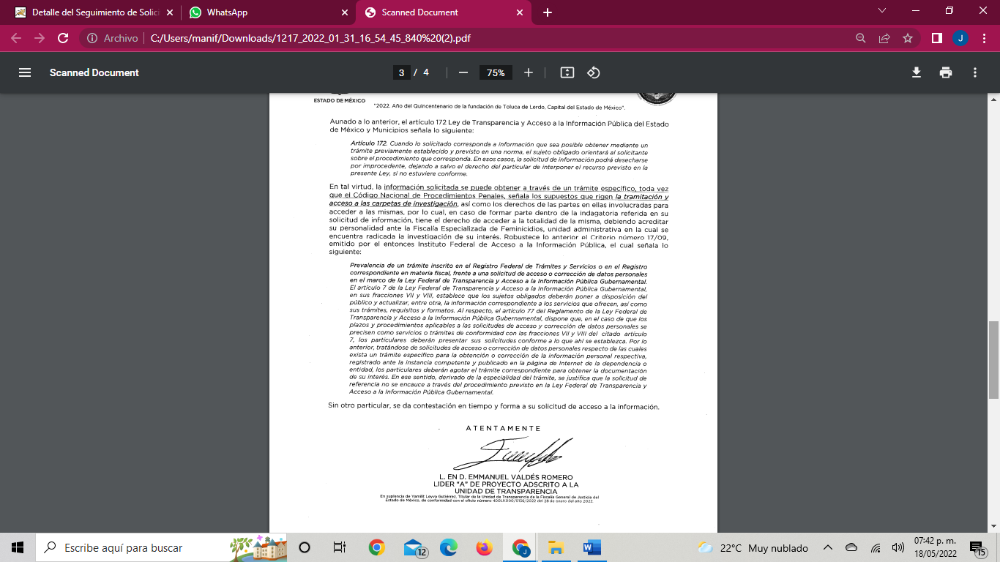 Detalle del Seguimiento de Solici
WhatsApp
Scanned Document
Archivo
C:/Users/manif/Downloads/1217_2022_01_31_16_54_45_840%20(2).pdf
J
Scanned Document
3 / 4
75%
ESTADO DE MÉXICO
"2022. Año del Quincentenario de la fundación de Toluca de Lerdo, Capital del Estado de México".
Aunado a lo anterior, el artículo 172 Ley de Transparencia y Acceso a la Información Pública del Estado
de México y Municipios señala lo siguiente:
Artículo 172. Cuando lo solicitado corresponda a información que sea posible obtener mediante un
trámite previamente establecido y previsto en una norma, el sujeto obligado orientará al solicitante
sobre el procedimiento que corresponda. En esos casos, la solicitud de información podrá desecharse
por improcedente, dejando a salvo el derecho del particular de interponer el recurso previsto en la
presente Ley, si no estuviere conforme.
En tal virtud, la información solicitada se puede obtener a través de un trámite específico, toda vez
que el Código Nacional de Procedimientos Penales, señala los supuestos que rigen la tramitación y
acceso a las carpetas de investigación, así como los derechos de las partes en ellas involucradas para
acceder a las mismas, por lo cual, en caso de formar parte dentro de la indagatoria referida en su
solicitud de información, tiene el derecho de acceder a la totalidad de la misma, debiendo acreditar
su personalidad ante la Fiscalía Especializada de Feminicidios, unidad administrativa en la cual se
encuentra radicada la investigación de su interés. Robustece lo anterior el Criterio número 17/09,
emitido por el entonces Instituto Federal de Acceso a la Información Pública, el cual señala lo
siguiente:
Prevalencia de un trámite inscrito en el Registro Federal de Trámites y Servicios o en el Registro
correspondiente en materia fiscal, frente a una solicitud de acceso o corrección de datos personales
en el marco de la Ley Federal de Transparencia y Acceso a la Información Pública Gubernamental.
El artículo 7 de la Ley Federal de Transparencia y Acceso a la Información Pública Gubernamental,
en sus fracciones VII y VIII, establece que los sujetos obligados deberán poner a disposición del
público y actualizar, entre otra, la información correspondiente a los servicios que ofrecen, así como
sus trámites, requisitos y formatos. Al respecto, el artículo 77 del Reglamento de la Ley Federal de
Transparencia y Acceso a la Información Pública Gubernamental, dispone que, en el caso de que los
plazos y procedimientos aplicables a las solicitudes de acceso y corrección de datos personales se
precisen como servicios o trámites de conformidad con las fracciones VII y VIII del citado artículo
7, los particulares deberán presentar sus solicitudes conforme a lo que ahí se establezca. Por lo
anterior, tratándose de solicitudes de acceso o corrección de datos personales respecto de las cuales
exista un trámite específico para la obtención o corrección de la información personal respectiva,
registrado ante la instancia competente y publicado en la página de Internet de la dependencia o
entidad, los particulares deberán agotar el trámite correspondiente para obtener la documentación
de su interés. En ese sentido, derivado de la especialidad del trámite, se justifica que la solicitud de
referencia no se encauce a través del procedimiento previsto en la Ley Federal de Transparencia y
Acceso a la Información Pública Gubernamental.
Sin otro particular, se da contestación en tiempo y forma a su solicitud de acceso a la información.
ATENTAMENTE
L. EN D. EMMANUEL VALDÉS ROMERO
LIDER "A" DE PROYECTO ADSCRITO A LA
UNIDAD DE TRANSPARENCIA
En suplencia de Yamilit Leyva Gutiérrez, Titular de la Unidad de Transparencia de la Fiscalía General de Justicia del
Estado de México, de conformidad con el oficio número 400LI1000/0136/2022 del 28 de enero del año 2022.
Escribe aquí para buscar
12
J
22°C Muy nublado
07:42 p. m.
18/05/2022
15